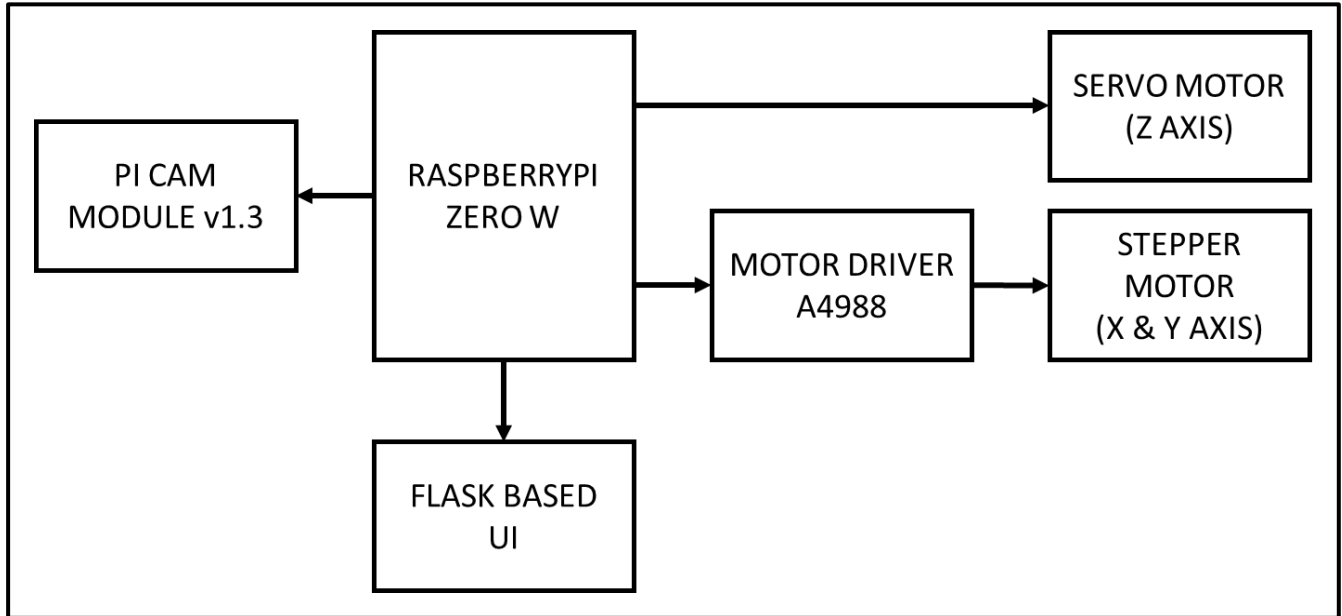 PI CAM
MODULE v1.3
RASPBERRYPI
ZERO W
SERVO MOTOR
(Z AXIS)
MOTOR DRIVER
A4988
STEPPER
MOTOR
(X & Y AXIS)
FLASK BASED
UI